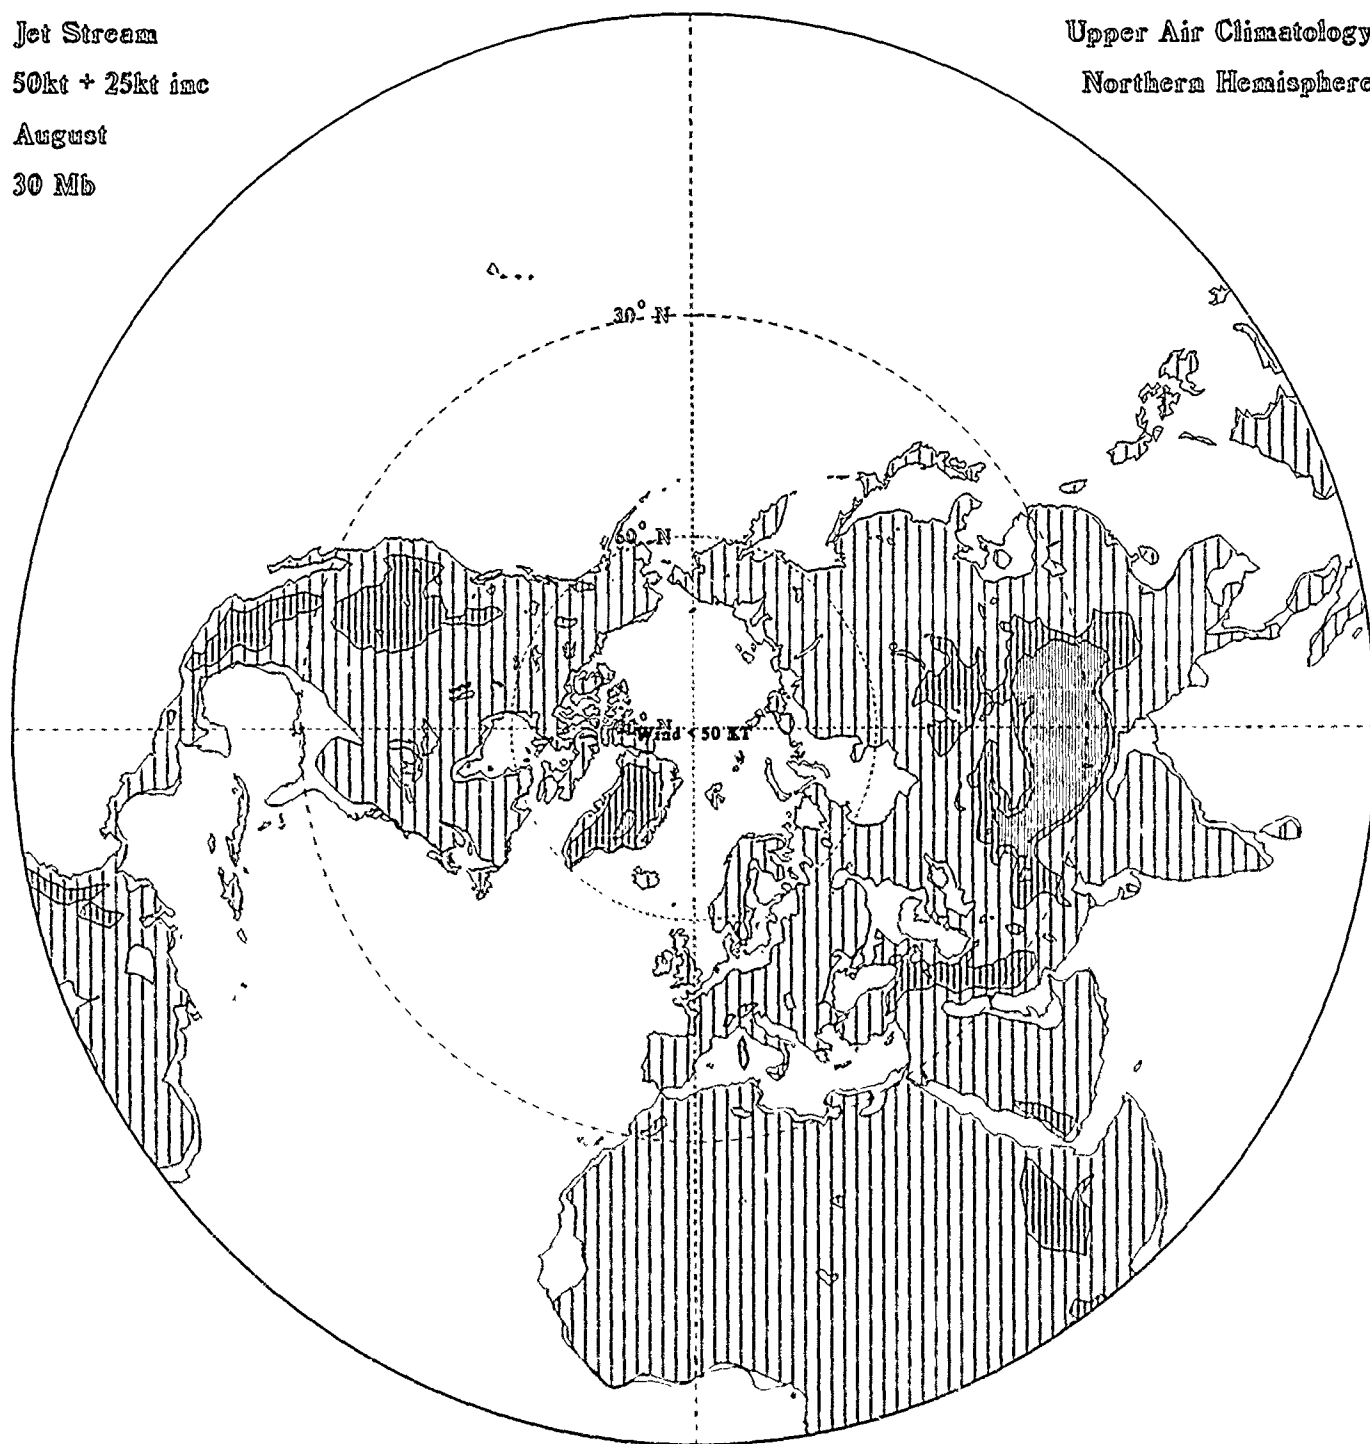 Jet Stream
50kt + 25kt inc
August
30 Mb
Upper Air Climatology
Northern Hemisphere
30° N
60° N
° N
Wind < 50 KT